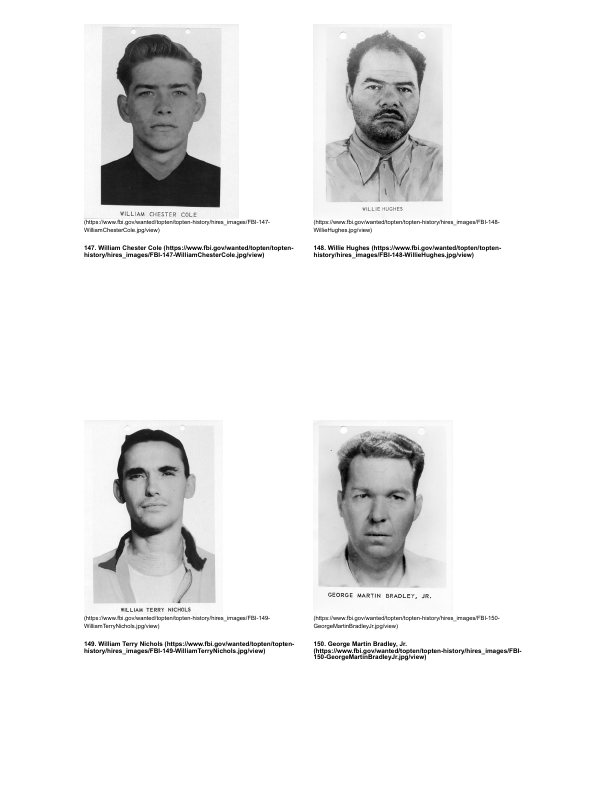 WILLIAM CHESTER COLE
(https://www.fbi.gov/wanted/topten/topten-history/hires_images/FBI-147-
WilliamChesterCole.jpg/view)
147. William Chester Cole (https://www.fbi.gov/wanted/topten/topten-
history/hires_images/FBI-147-WilliamChesterCole.jpg/view)
WILLIE HUGHES
(https://www.fbi.gov/wanted/topten/topten-history/hires_images/FBI-148-
WillieHughes.jpg/view)
148. Willie Hughes (https://www.fbi.gov/wanted/topten/topten-
history/hires_images/FBI-148-WillieHughes.jpg/view)
WILLIAM TERRY NICHOLS
(https://www.fbi.gov/wanted/topten/topten-history/hires_images/FBI-149-
WilliamTerryNichols.jpg/view)
149. William Terry Nichols (https://www.fbi.gov/wanted/topten/topten-
history/hires_images/FBI-149-WilliamTerryNichols.jpg/view)
GEORGE MARTIN BRADLEY, JR.
(https://www.fbi.gov/wanted/topten/topten-history/hires_images/FBI-150-
GeorgeMartinBradleyJr.jpg/view)
150. George Martin Bradley, Jr.
(https://www.fbi.gov/wanted/topten/topten-history/hires_images/FBI-
150-GeorgeMartinBradleyJr.jpg/view)